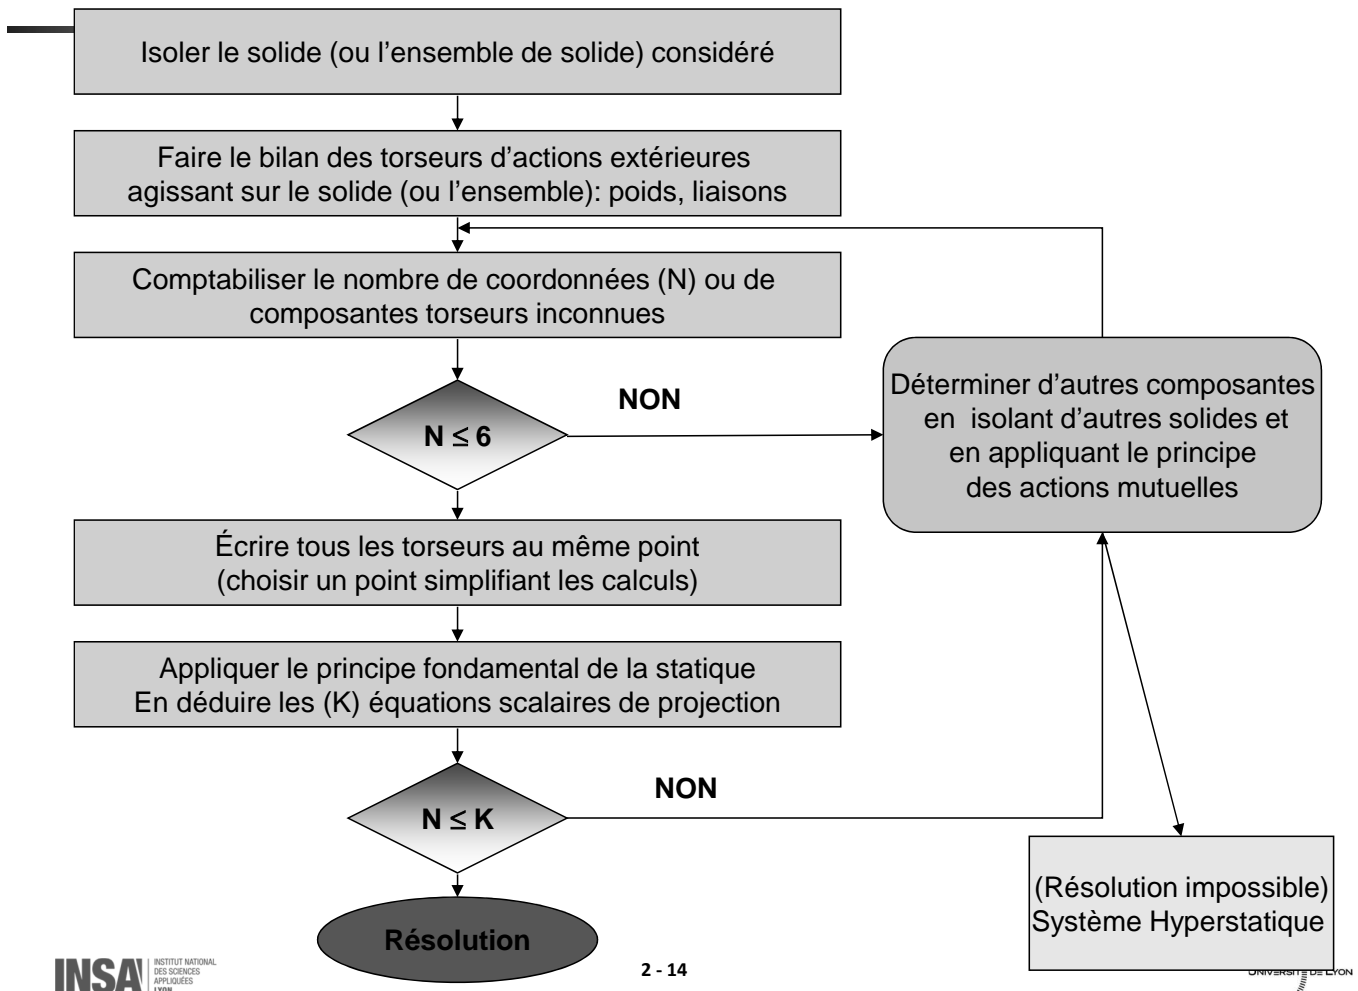 Isoler le solide (ou l'ensemble de solide) considéré
Faire le bilan des torseurs d'actions extérieures
agissant sur le solide (ou l'ensemble): poids, liaisons
Comptabiliser le nombre de coordonnées (N) ou de
composantes torseurs inconnues
N ≤ 6
NON
Déterminer d'autres composantes
en isolant d'autres solides et
en appliquant le principe
des actions mutuelles
Écrire tous les torseurs au même point
(choisir un point simplifiant les calculs)
Appliquer le principe fondamental de la statique
En déduire les (K) équations scalaires de projection
N ≤ K
NON
(Résolution impossible)
Système Hyperstatique
Résolution
INSA
INSTITUT NATIONAL
DES SCIENCES
APPLIQUÉES
LYON
2 - 14
UNIVERSITÉ DE LYON